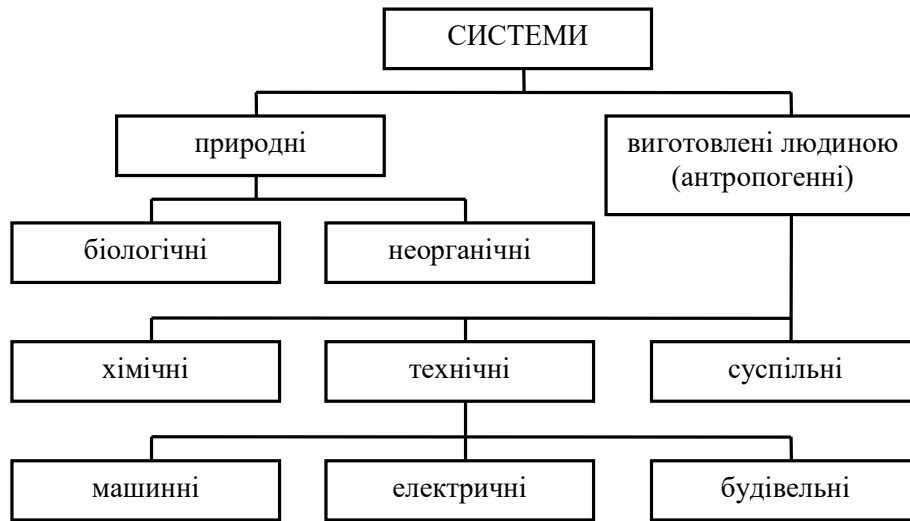 СИСТЕМИ
природні
виготовлені людиною
(антропогенні)
біологічні
неорганічні
хімічні
технічні
суспільні
машинні
електричні
будівельні